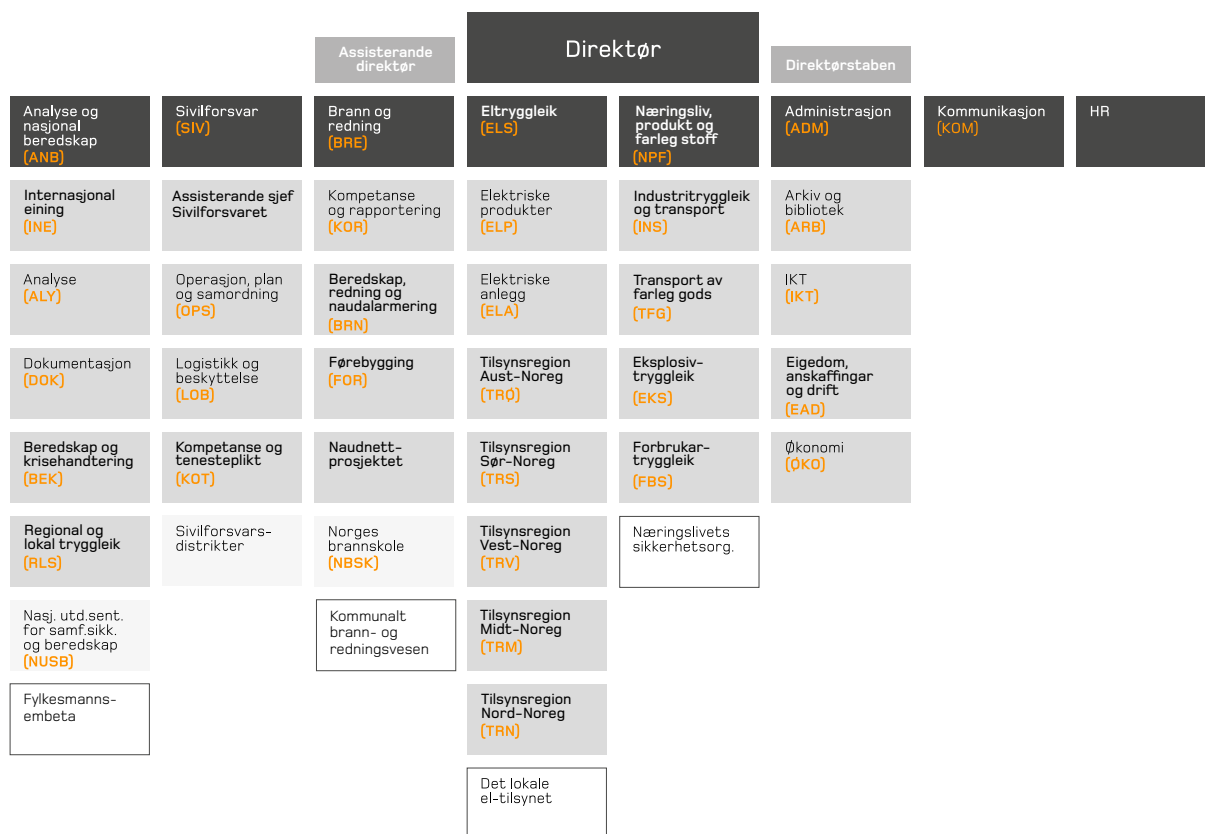 Assisterande
direktør
Direktør
Direktørstaben
Analyse og
nasjonal
beredskap
(ANB)
Sivilforsvar
(SIV)
Brann og
redning
(BRE)
Eltryggleik
(ELS)
Næringsliv,
produkt og
farleg stoff
(NPF)
Administrasjon
(ADM)
Kommunikasjon
(KOM)
HR
Internasjonal
eining
(INE)
Assisterande sjef
Sivilforsvaret
Kompetanse
og rapportering
(KOR)
Elektriske
produkter
(ELP)
Industritryggleik
og transport
(INS)
Arkiv og
bibliotek
(ARB)
Analyse
(ALY)
Operasjon, plan
og samordning
(OPS)
Beredskap,
redning og
naudalarmering
(BRN)
Elektriske
anlegg
(ELA)
Transport av
farleg gods
(TFG)
IKT
(IKT)
Dokumentasjon
(DOK)
Logistikk og
beskyttelse
(LOB)
Førebygging
(FOR)
Tilsynsregion
Aust-Noreg
(TRØ)
Eksplosiv-
tryggleik
(EKS)
Eigedom,
anskaffingar
og drift
(EAD)
Beredskap og
krisehandtering
(BEK)
Kompetanse og
tenesteplikt
(KOT)
Naudnett-
prosjektet
Tilsynsregion
Sør-Noreg
(TRS)
Forbrukar-
tryggleik
(FBS)
Økonomi
(ØKO)
Regional og
lokal tryggleik
(RLS)
Sivilforsvars-
distrikter
Norges
brannskole
(NBSK)
Tilsynsregion
Vest-Noreg
(TRV)
Næringslivets
sikkerhetsorg.
Nasj. utd.sent.
for samf.sikk.
og beredskap
(NUSB)
Kommunalt
brann- og
redningsvesen
Tilsynsregion
Midt-Noreg
(TRM)
Fylkesmanns-
embeta
Tilsynsregion
Nord-Noreg
(TRN)
Det lokale
el-tilsynet